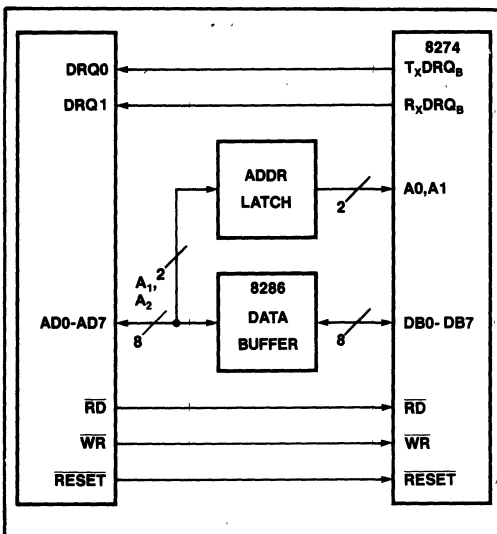 8274
DRQ0
TXDRQB
DRQ1
RXDRQB
ADDR
LATCH
2
A0,A1
A1, 2
A2
8286
DATA
BUFFER
AD0-AD7
8
8
DB0- DB7
RD
RD
WR
WR
RESET
RESET